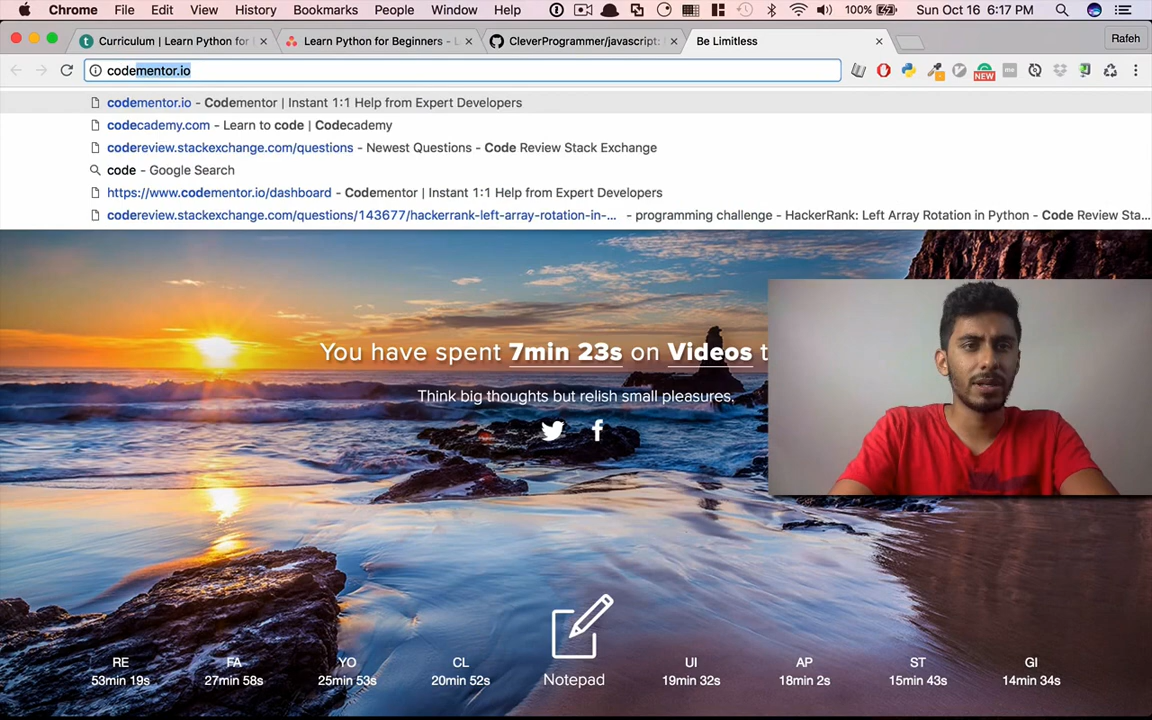 Chrome File Edit View History Bookmarks People Window Help 100% Sun Oct 16 6:17 PM
Curriculum | Learn Python for Learn Python for Beginners - L CleverProgrammer/javascript: Be Limitless Rafeh
codementor.io
NEW
me
codementor.io - Codementor | Instant 1:1 Help from Expert Developers
codecademy.com - Learn to code | Codecademy
codereview.stackexchange.com/questions - Newest Questions - Code Review Stack Exchange
code - Google Search
https://www.codementor.io/dashboard - Codementor | Instant 1:1 Help from Expert Developers
codereview.stackexchange.com/questions/143677/hackerrank-left-array-rotation-in-... - programming challenge - HackerRank: Left Array Rotation in Python - Code Review Sta...
You have spent 7min 23s on Videos t
Think big thoughts but relish small pleasures.
RE FA YO CL UI AP ST GI
53min 19s 27min 58s 25min 53s 20min 52s Notepad 19min 32s 18min 2s 15min 43s 14min 34s